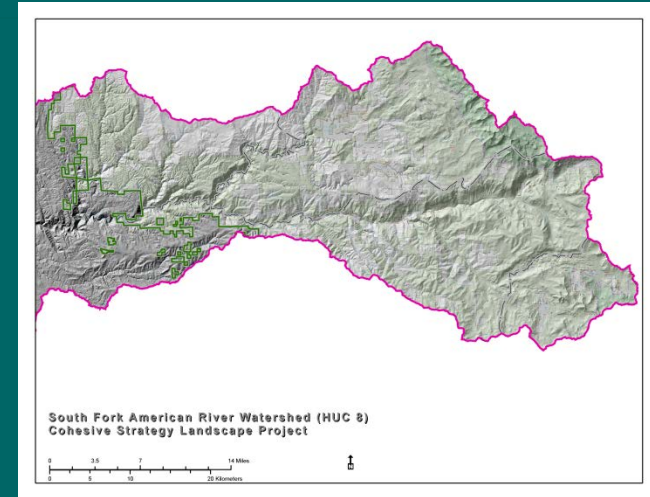 South Fork American River Watershed (HUC 8)
Cohesive Strategy Landscape Project
0 3.5 7 14 Miles
0 5 10 20 Kilometers